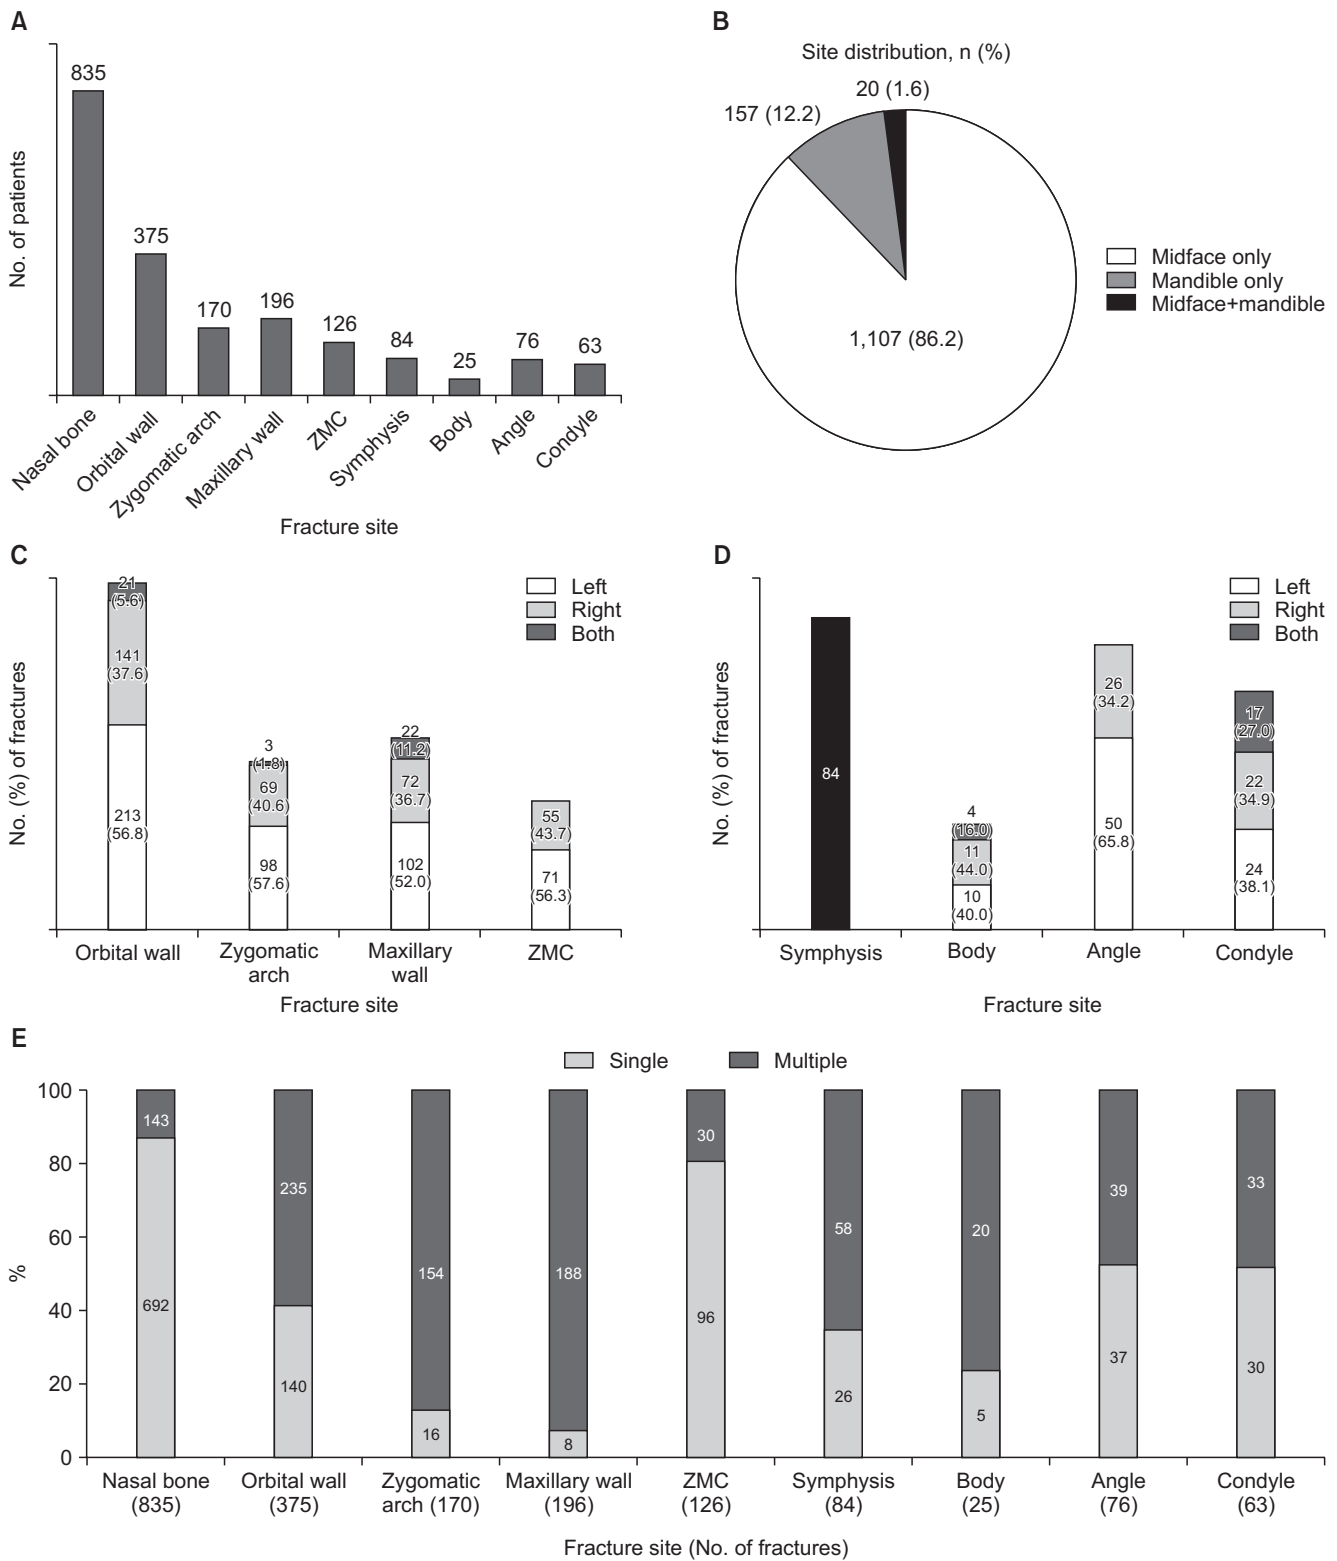 A
835
375
170
196
126
84
25
76
63
No. of patients
Nasal bone
Orbital wall
Zygomatic arch
Maxillary wall
ZMC
Symphysis
Body
Angle
Condyle
Fracture site
B
Site distribution, n (%)
20 (1.6)
157 (12.2)
1,107 (86.2)
Midface only
Mandible only
Midface+mandible
C
Left
Right
Both
No. (%) of fractures
21
(5.6)
141
(37.6)
213
(56.8)
3
(1.8)
69
(40.6)
98
(57.6)
22
(11.2)
72
(36.7)
102
(52.0)
55
(43.7)
71
(56.3)
Orbital wall
Zygomatic
arch
Maxillary
wall
ZMC
Fracture site
D
Left
Right
Both
No. (%) of fractures
84
4
(16.0)
11
(44.0)
10
(40.0)
26
(34.2)
50
(65.8)
17
(27.0)
22
(34.9)
24
(38.1)
Symphysis
Body
Angle
Condyle
Fracture site
E
Single
Multiple
%
100
80
60
40
20
0
143
692
235
140
154
16
188
8
30
96
58
26
20
5
39
37
33
30
Nasal bone
(835)
Orbital wall
(375)
Zygomatic
arch (170)
Maxillary wall
(196)
ZMC
(126)
Symphysis
(84)
Body
(25)
Angle
(76)
Condyle
(63)
Fracture site (No. of fractures)